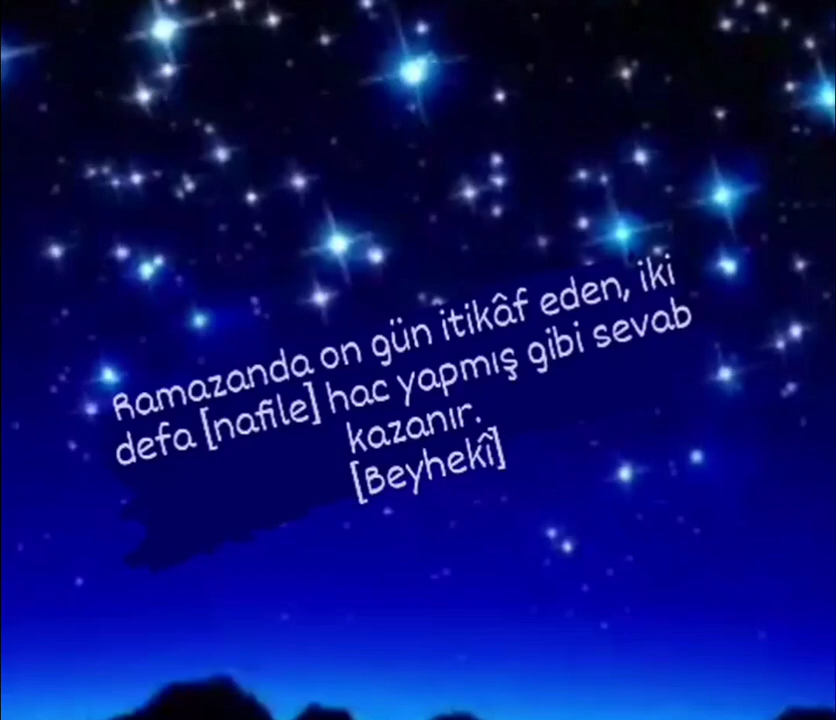 Ramazanda on gün itikâf eden, iki
defa [nafile] hac yapmış gibi sevab
kazanır.
[Beyhekî]